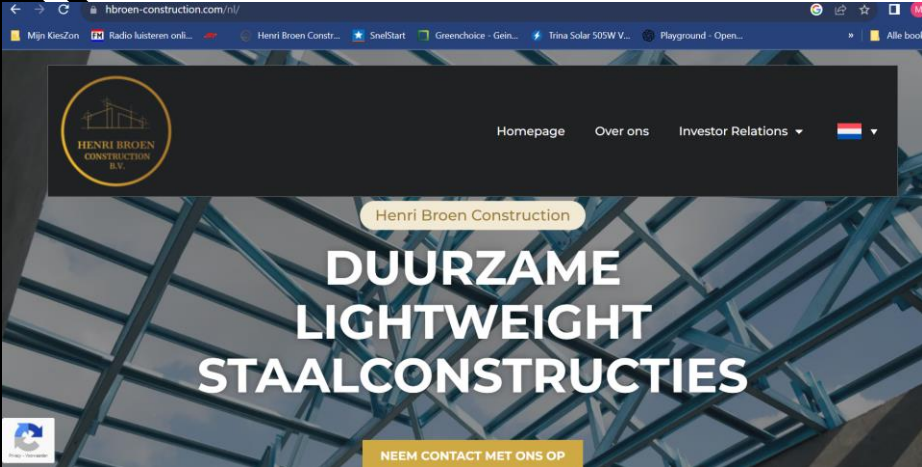 hbroen-construction.com/nl/
Mijn KiesZon
FM Radio luisteren onli...
Henri Broen Constr...
SnelStart
Greenchoice - Gein...
Trina Solar 505W V...
Playground - Open...
»
Alle book
HENRI BROEN
CONSTRUCTION
B.V.
Homepage
Over ons
Investor Relations
Henri Broen Construction
DUURZAME
LIGHTWEIGHT
STAALCONSTRUCTIES
NEEM CONTACT MET ONS OP